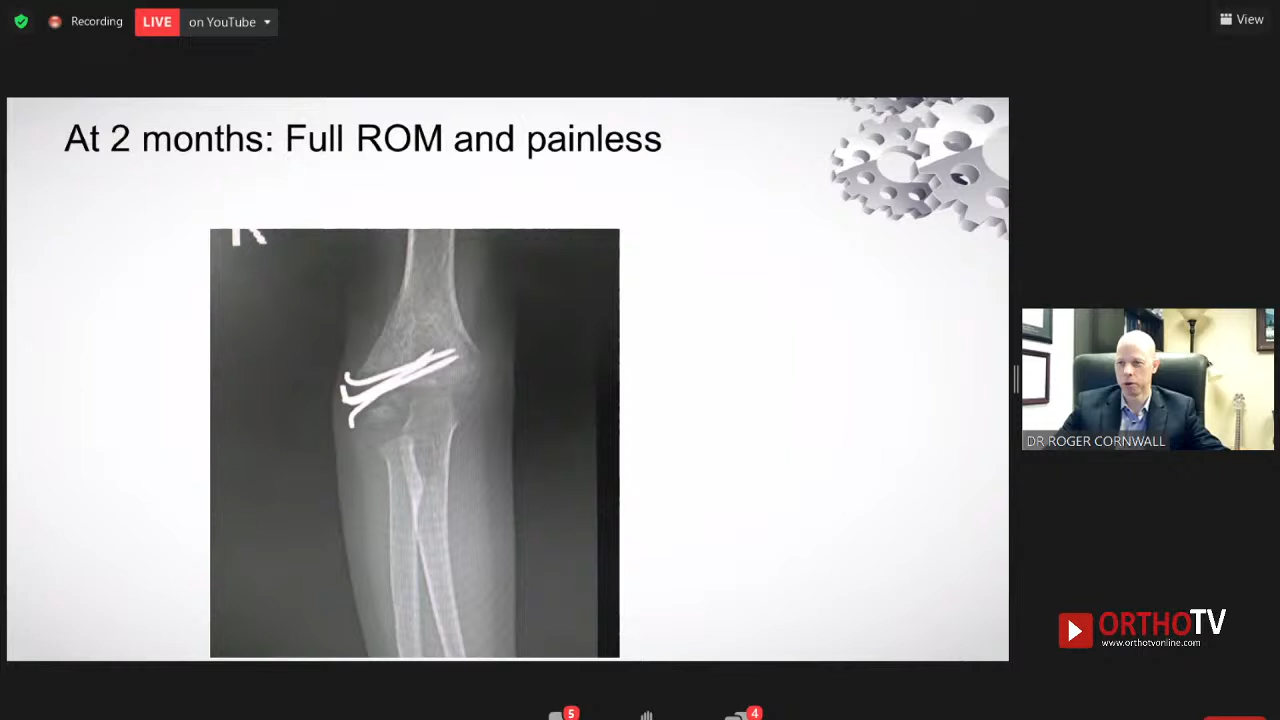 Recording
LIVE
on YouTube
View
At 2 months: Full ROM and painless
R
DR ROGER CORNWALL
ORTHOTV
www.orthotvonline.com
5
4